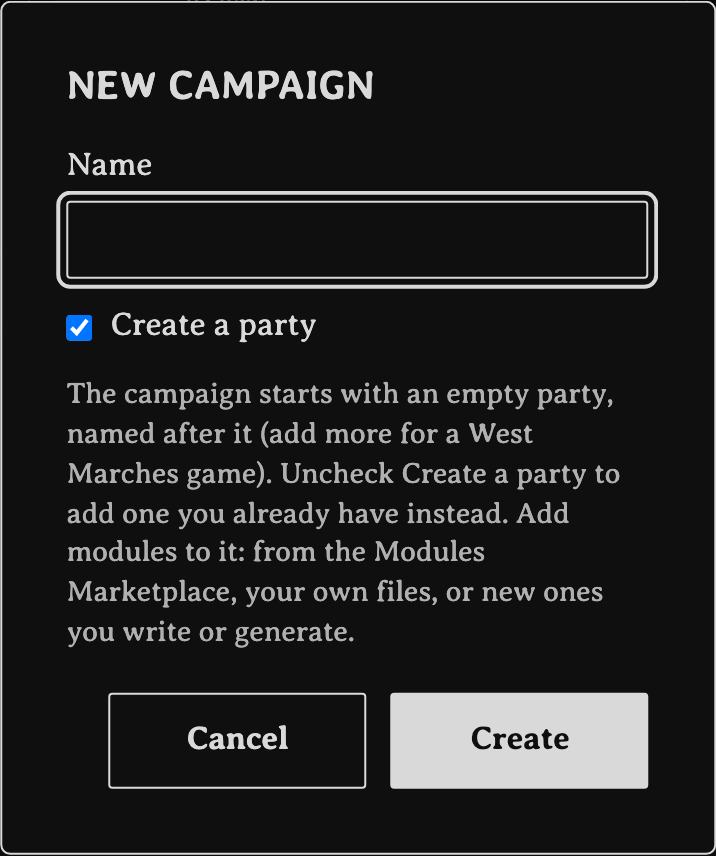 NEW CAMPAIGN
Name
Create a party
The campaign starts with an empty party,
named after it (add more for a West
Marches game). Uncheck Create a party to
add one you already have instead. Add
modules to it: from the Modules
Marketplace, your own files, or new ones
you write or generate.
Cancel
Create